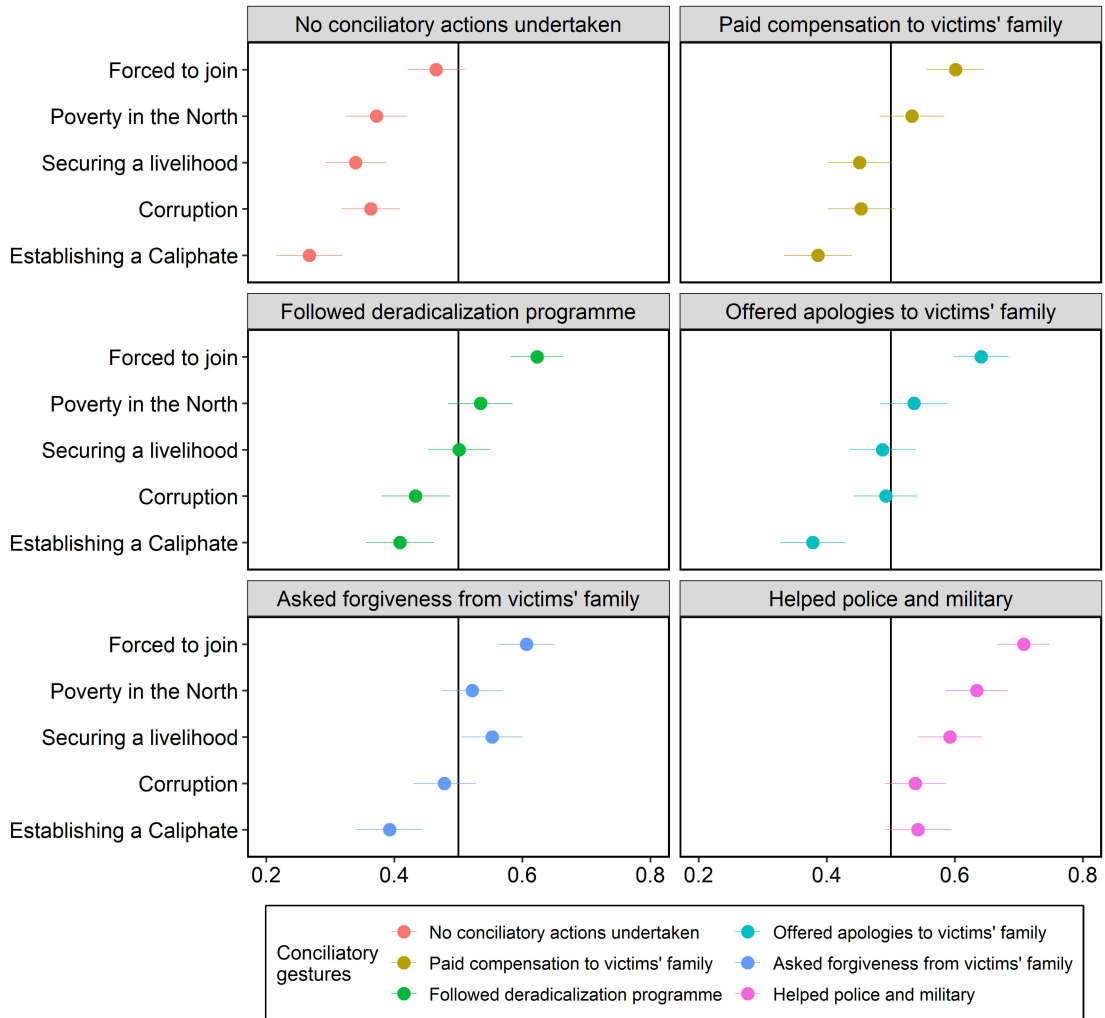 No conciliatory actions undertaken
Paid compensation to victims' family
Forced to join
Poverty in the North
Securing a livelihood
Corruption
Establishing a Caliphate
Followed deradicalization programme
Offered apologies to victims' family
Forced to join
Poverty in the North
Securing a livelihood
Corruption
Establishing a Caliphate
Asked forgiveness from victims' family
Helped police and military
Forced to join
Poverty in the North
Securing a livelihood
Corruption
Establishing a Caliphate
0.2 0.4 0.6 0.8
0.2 0.4 0.6 0.8
Conciliatory
gestures
No conciliatory actions undertaken
Paid compensation to victims' family
Followed deradicalization programme
Offered apologies to victims' family
Asked forgiveness from victims' family
Helped police and military